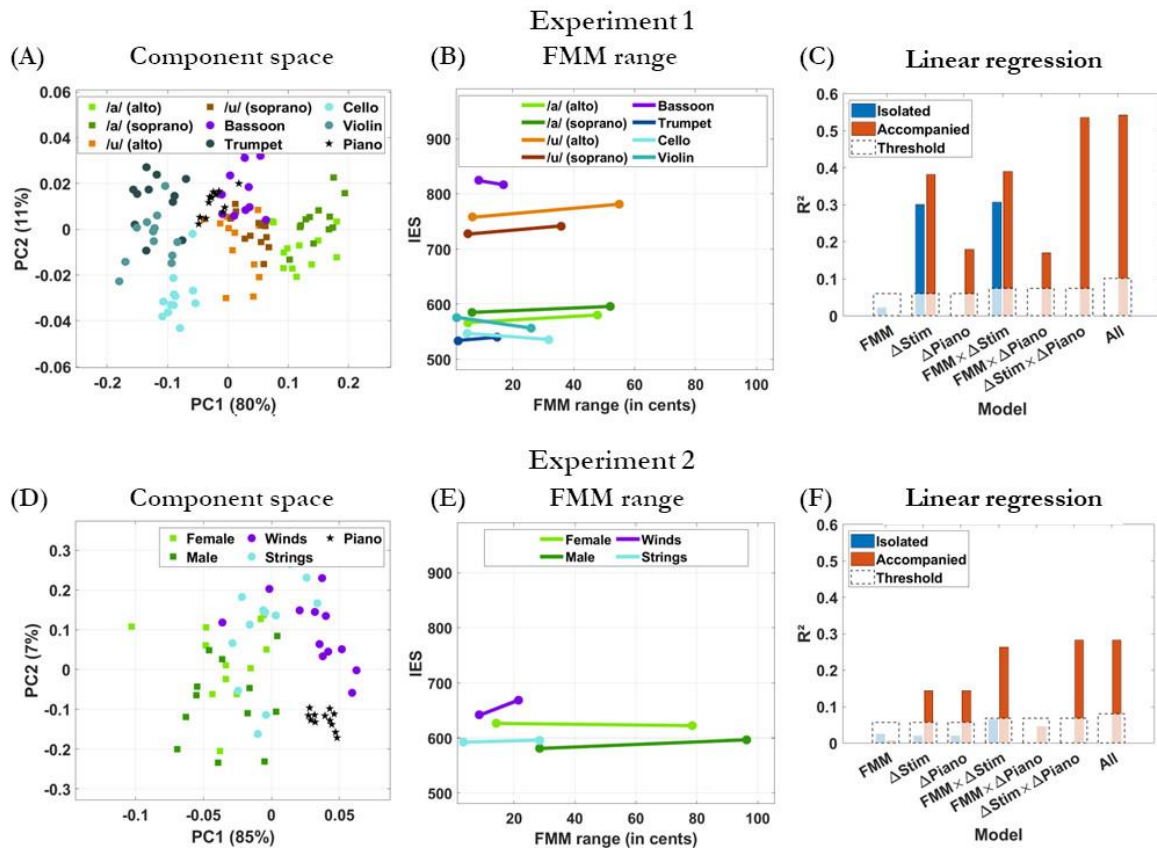 Experiment 1
(A) Component space
(B) FMM range
(C) Linear regression
0.06
0.04
0.02
0
-0.02
-0.04
-0.06
PC2 (11%)
/a/ (alto) /u/ (soprano) Cello
/a/ (soprano) Bassoon Violin
/u/ (alto) Trumpet Piano
-0.2 -0.1 0 0.1 0.2
PC1 (80%)
900
800
700
600
500
IES
/a/ (alto) Bassoon
/a/ (soprano) Trumpet
/u/ (alto) Cello
/u/ (soprano) Violin
20 40 60 80 100
FMM range (in cents)
0.6
0.5
0.4
0.3
0.2
0.1
0
R²
Isolated
Accompanied
Threshold
FMM
ΔStim
ΔPiano
FMM×ΔStim
FMM×ΔPiano
ΔStim×ΔPiano
All
Model
Experiment 2
(D) Component space
(E) FMM range
(F) Linear regression
0.3
0.2
0.1
0
-0.1
-0.2
-0.3
PC2 (7%)
Female Winds Piano
Male Strings
-0.1 -0.05 0 0.05
PC1 (85%)
900
800
700
600
500
IES
Female Winds
Male Strings
20 40 60 80 100
FMM range (in cents)
0.6
0.5
0.4
0.3
0.2
0.1
0
R²
Isolated
Accompanied
Threshold
FMM
ΔStim
ΔPiano
FMM×ΔStim
FMM×ΔPiano
ΔStim×ΔPiano
All
Model